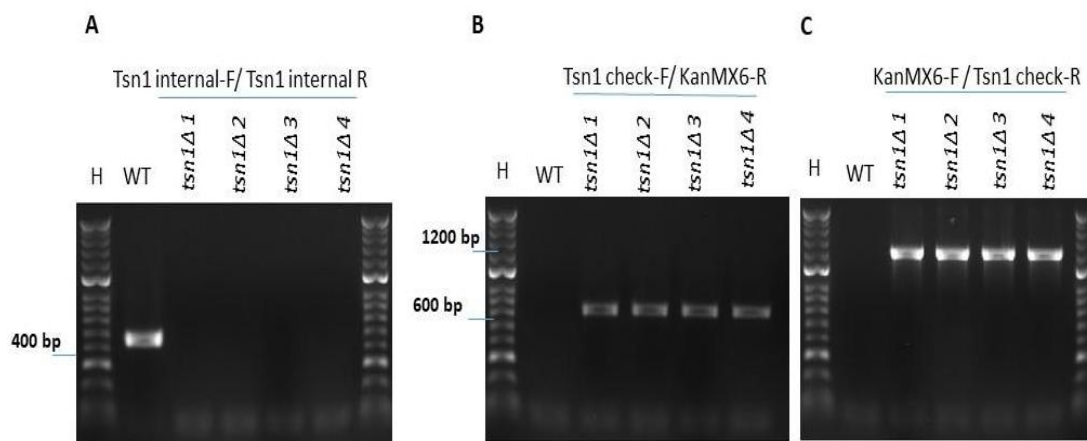 A
Tsn1 internal-F/ Tsn1 internal R
H
WT
tsn1Δ 1
tsn1Δ 2
tsn1Δ 3
tsn1Δ 4
400 bp
B
Tsn1 check-F/ KanMX6-R
H
WT
tsn1Δ 1
tsn1Δ 2
tsn1Δ 3
tsn1Δ 4
1200 bp
600 bp
C
KanMX6-F / Tsn1 check-R
H
WT
tsn1Δ 1
tsn1Δ 2
tsn1Δ 3
tsn1Δ 4